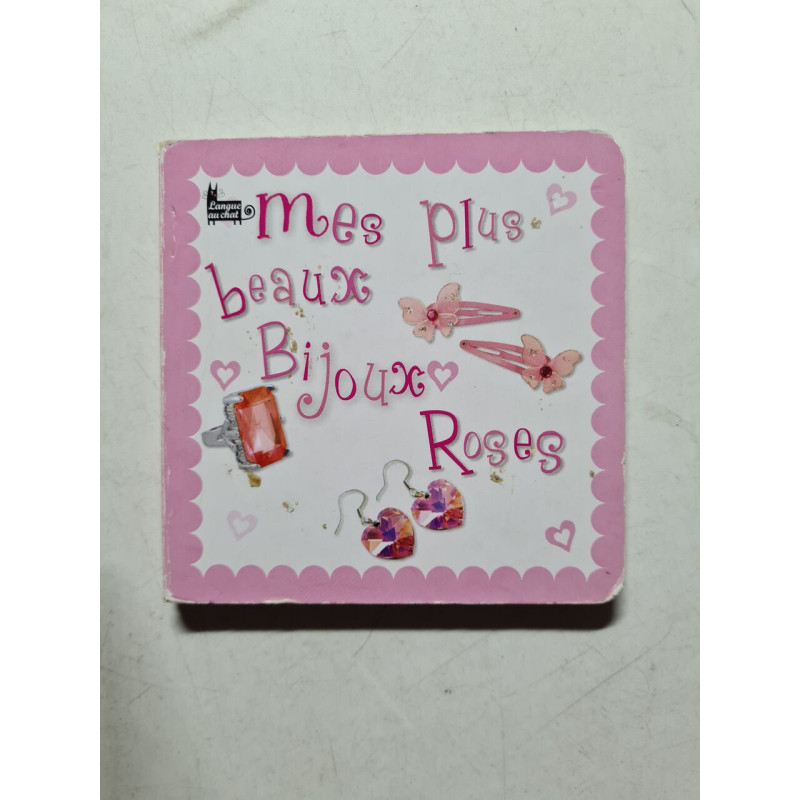 Langue
au chat
mes plus
beaux
Bijoux
Roses